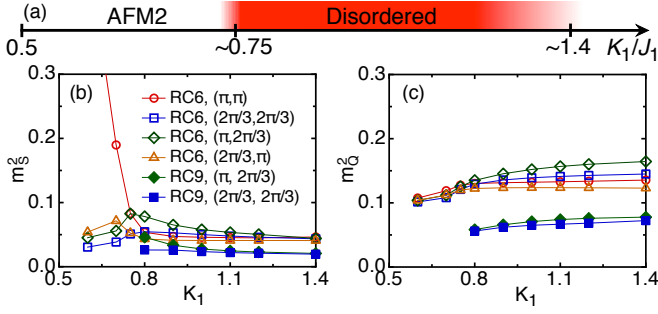 (a) AFM2 Disordered
0.5 ~0.75 ~1.4 K₁/J₁
(b)
m²S
0.3
0.2
0.1
0.0
RC6, (π,π)
RC6, (2π/3,2π/3)
RC6, (π,2π/3)
RC6, (2π/3,π)
RC9, (π, 2π/3)
RC9, (2π/3, 2π/3)
0.5 0.8 1.1 1.4
K₁
(c)
m²Q
0.3
0.2
0.1
0.0
0.5 0.8 1.1 1.4
K₁